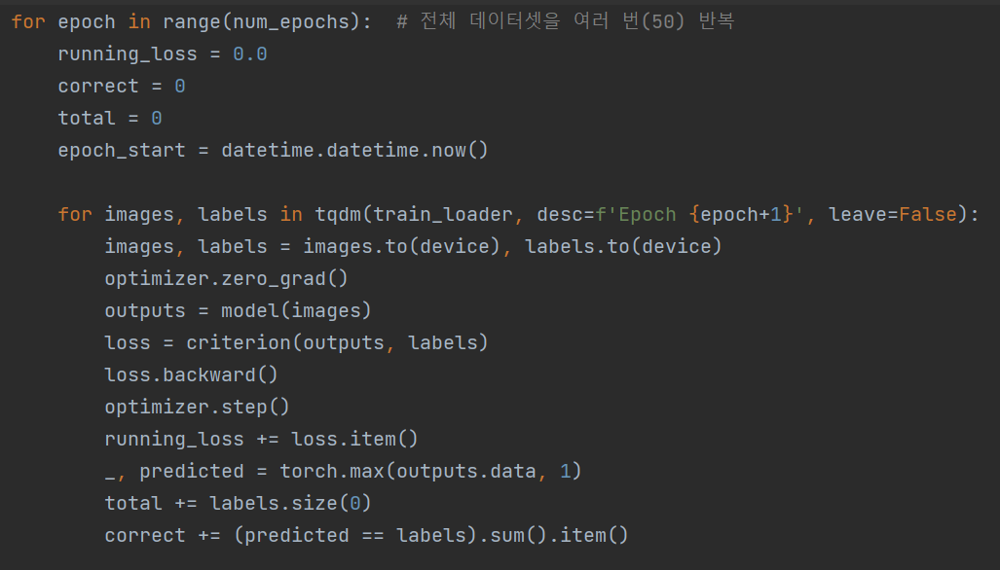 for epoch in range(num_epochs):  # 전체 데이터셋을 여러 번(50) 반복
    running_loss = 0.0
    correct = 0
    total = 0
    epoch_start = datetime.datetime.now()

    for images, labels in tqdm(train_loader, desc=f'Epoch {epoch+1}', leave=False):
        images, labels = images.to(device), labels.to(device)
        optimizer.zero_grad()
        outputs = model(images)
        loss = criterion(outputs, labels)
        loss.backward()
        optimizer.step()
        running_loss += loss.item()
        _, predicted = torch.max(outputs.data, 1)
        total += labels.size(0)
        correct += (predicted == labels).sum().item()